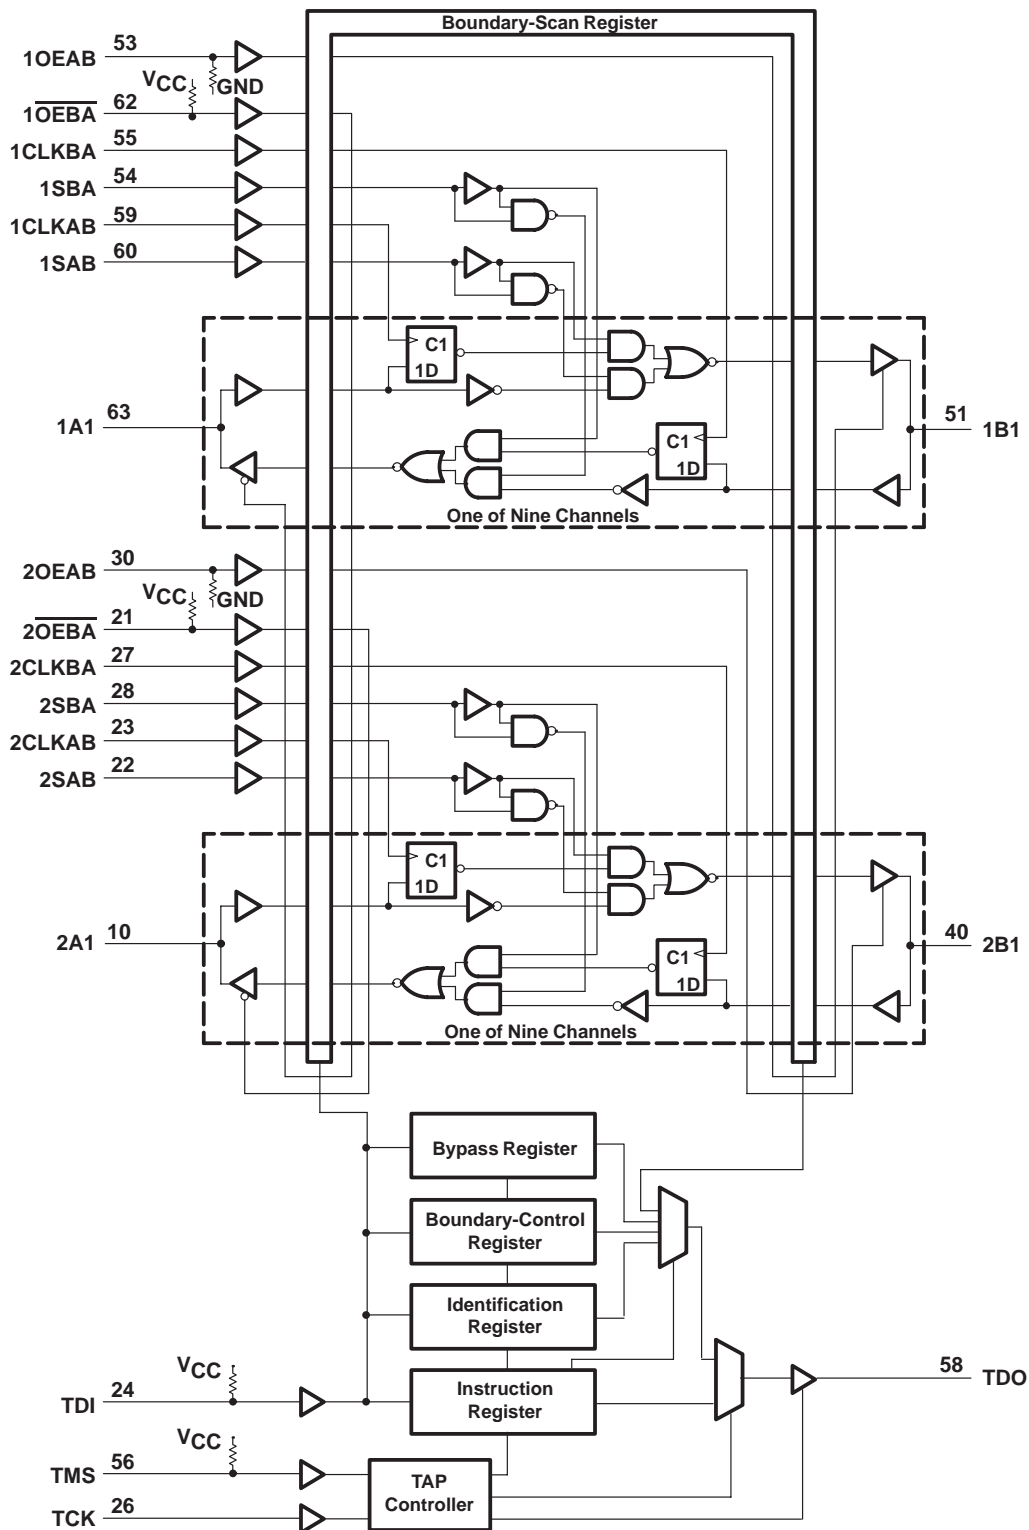 Boundary-Scan Register
1OEAB 53
VCC
GND
1OEBA 62
1CLKBA 55
1SBA 54
1CLKAB 59
1SAB 60
C1
1D
1A1 63
51 1B1
C1
1D
One of Nine Channels
2OEAB 30
VCC
GND
2OEBA 21
2CLKBA 27
2SBA 28
2CLKAB 23
2SAB 22
C1
1D
2A1 10
40 2B1
C1
1D
One of Nine Channels
Bypass Register
Boundary-Control
Register
Identification
Register
VCC
TDI 24
Instruction
Register
58 TDO
VCC
TMS 56
TAP
Controller
TCK 26